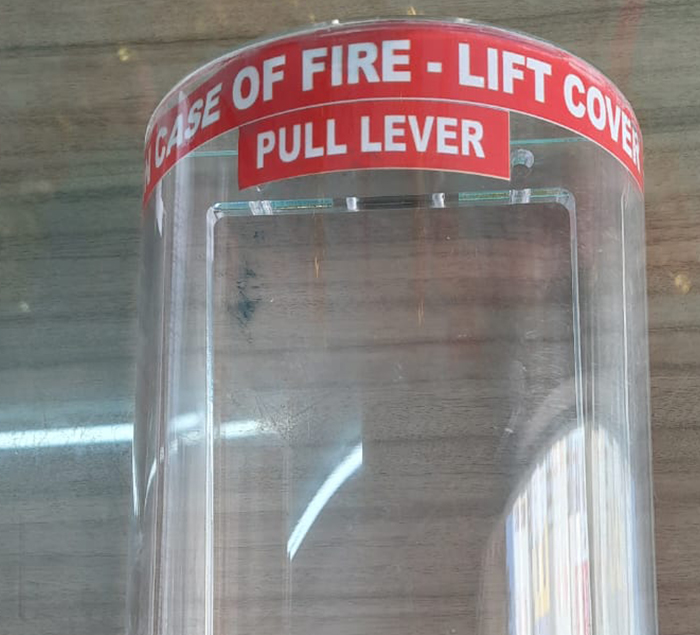 N CASE OF FIRE - LIFT COVER
PULL LEVER